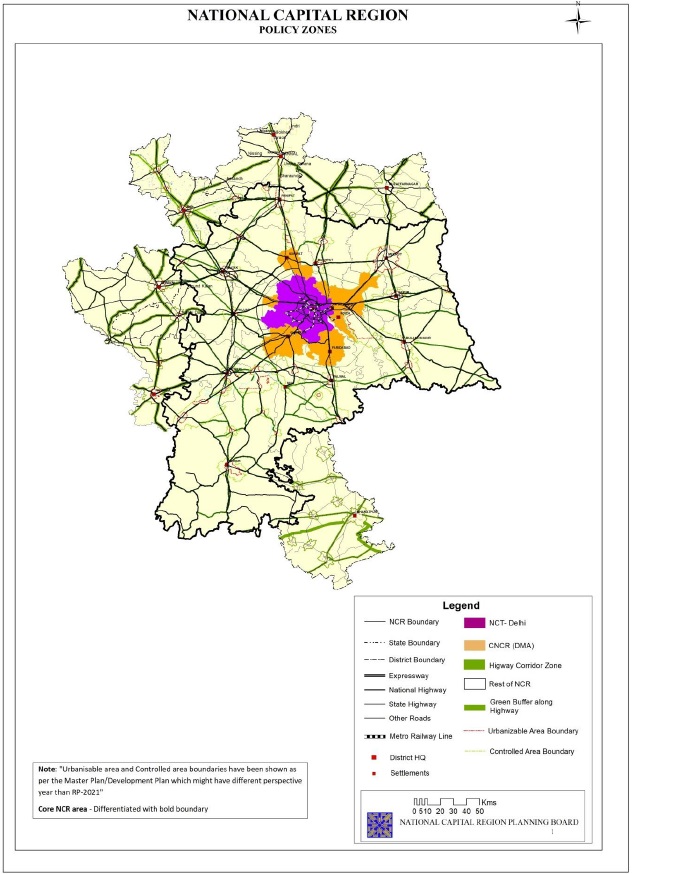 NATIONAL CAPITAL REGION
POLICY ZONES
N
PALWAL
Legend
NCR Boundary
State Boundary
District Boundary
Expressway
National Highway
State Highway
Other Roads
Metro Railway Line
District HQ
Settlements
NCT- Delhi
CNCR (DMA)
Higway Corridor Zone
Rest of NCR
Green Buffer along
Highway
Urbanizable Area Boundary
Controlled Area Boundary
Kms
0 510 20 30 40 50
NATIONAL CAPITAL REGION PLANNING BOARD
1
Note: "Urbanisable area and Controlled area boundaries have been shown as
per the Master Plan/Development Plan which might have different perspective
year than RP-2021"
Core NCR area - Differentiated with bold boundary